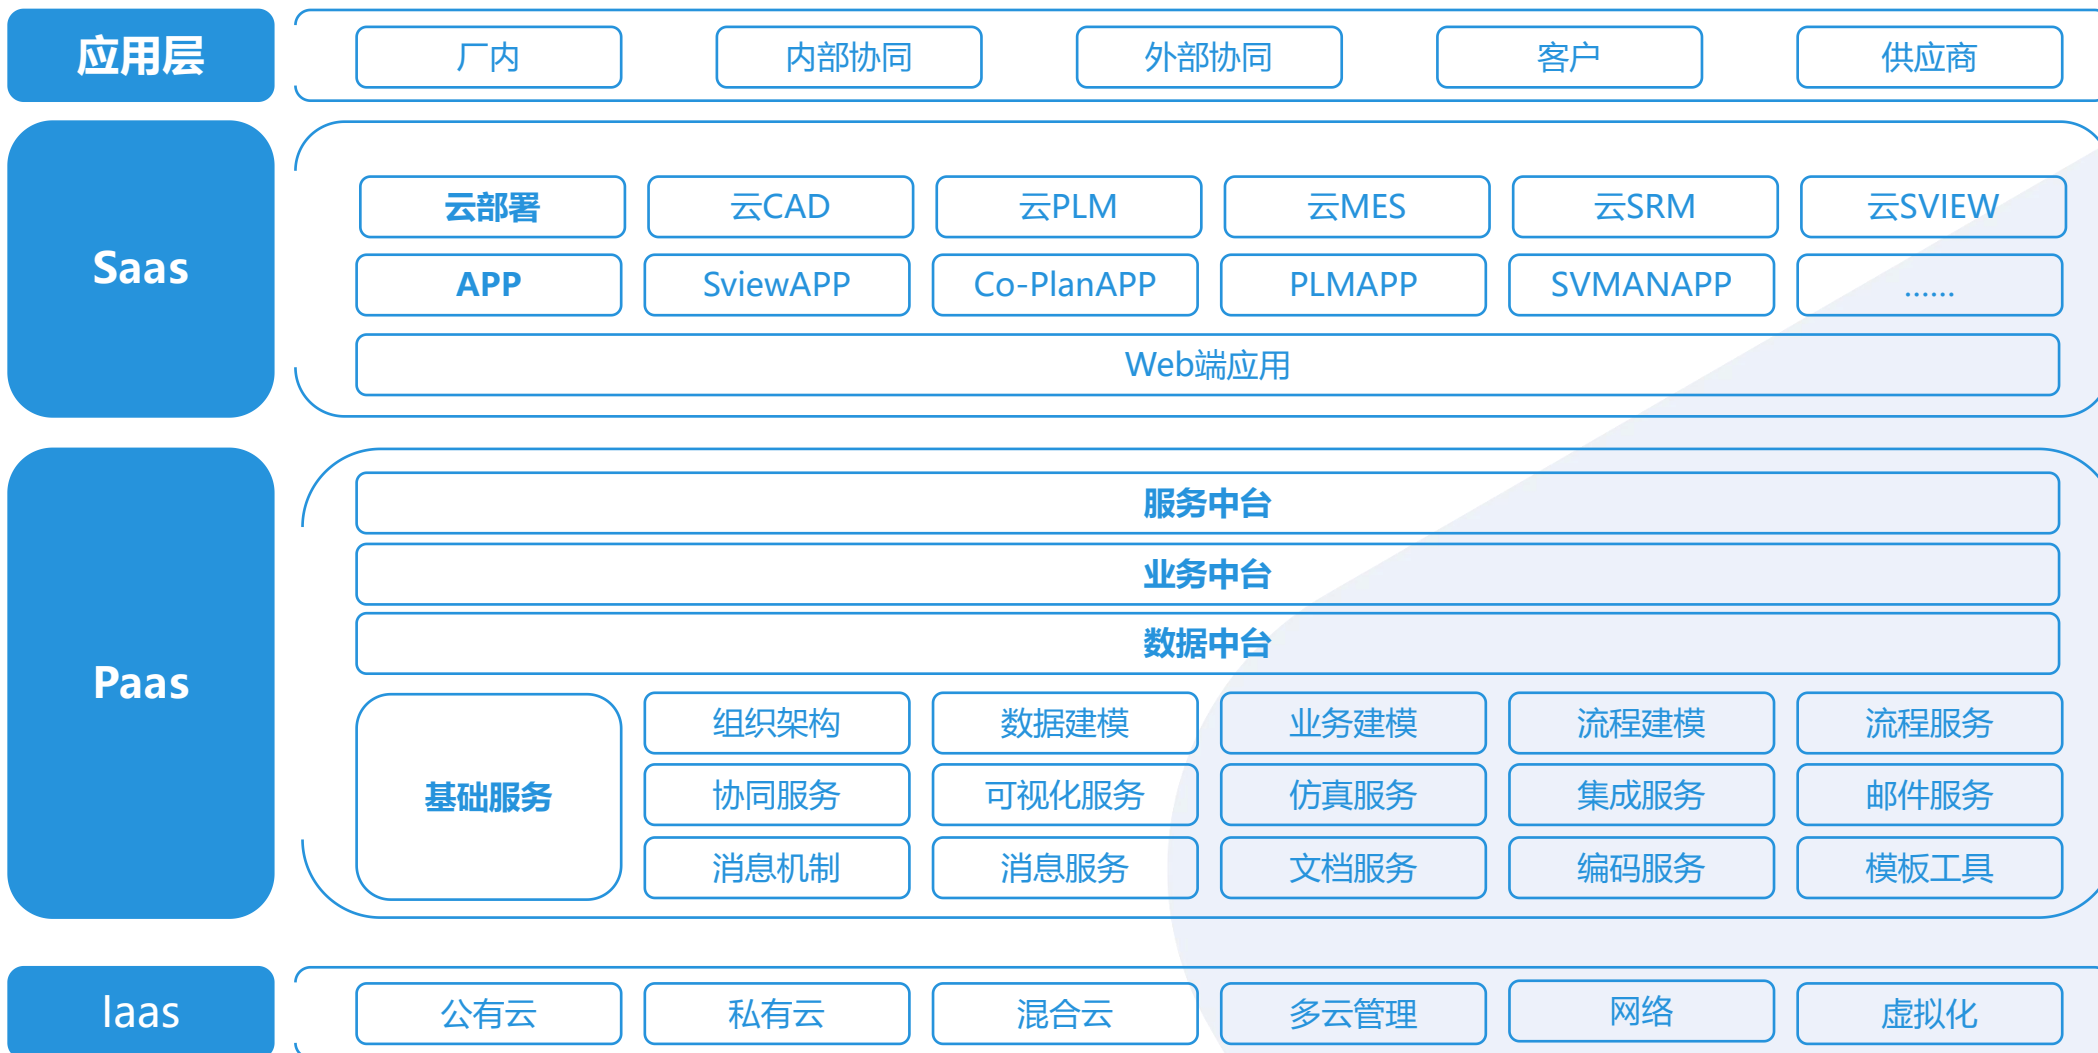 应用层
厂内
内部协同
外部协同
客户
供应商
Saas
云部署
云CAD
云PLM
云MES
云SRM
云SVIEW
APP
SviewAPP
Co-PlanAPP
PLMAPP
SVMANAPP
......
Web端应用
Paas
服务中台
业务中台
数据中台
基础服务
组织架构
数据建模
业务建模
流程建模
流程服务
协同服务
可视化服务
仿真服务
集成服务
邮件服务
消息机制
消息服务
文档服务
编码服务
模板工具
Iaas
公有云
私有云
混合云
多云管理
网络
虚拟化